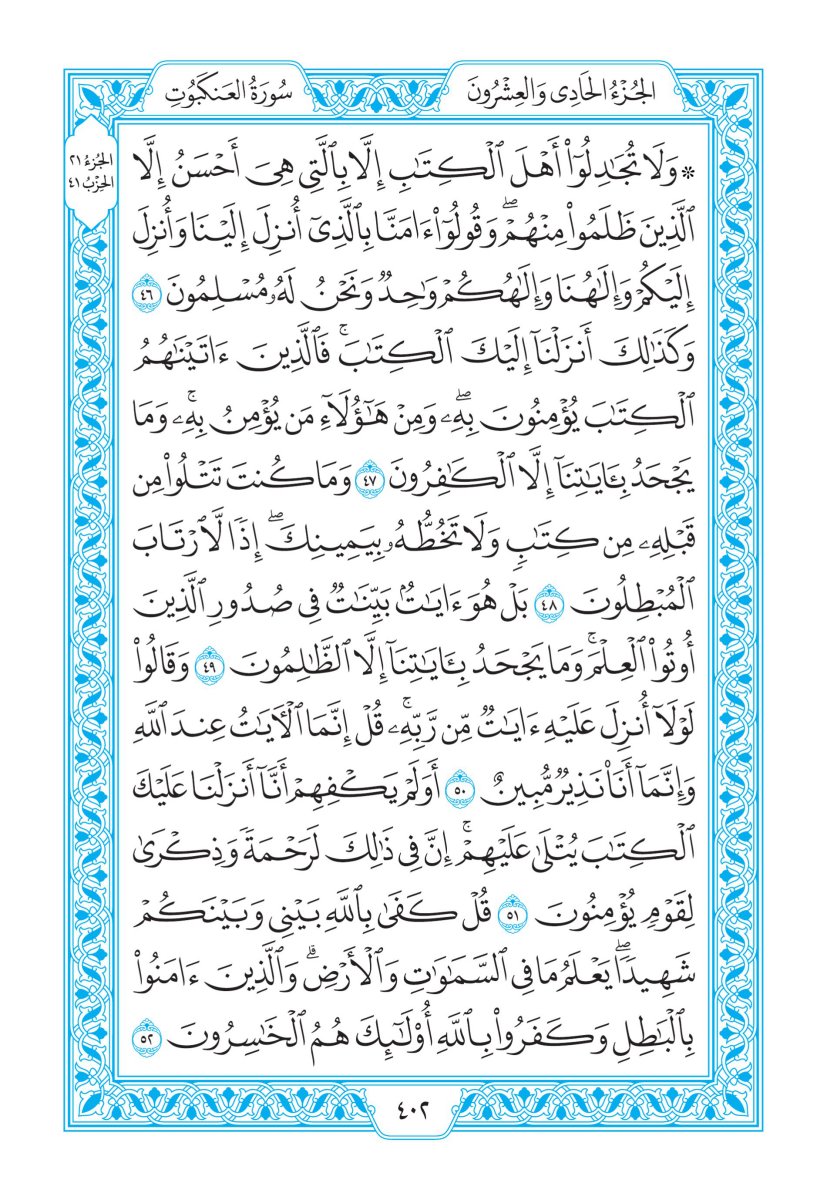 الجُزْءُ الحَادِى وَالعِشْرُونَ
سُورَةُ العَنكَبُوتِ
الجُزءُ ٢١
الحِزْبُ ٤١
* وَلَا تُجَٰدِلُوٓا۟ أَهْلَ ٱلْكِتَٰبِ إِلَّا بِٱلَّتِى هِىَ أَحْسَنُ إِلَّا
ٱلَّذِينَ ظَلَمُوا۟ مِنْهُمْ ۖ وَقُولُوٓا۟ ءَامَنَّا بِٱلَّذِىٓ أُنزِلَ إِلَيْنَا وَأُنزِلَ
إِلَيْكُمْ وَإِلَٰهُنَا وَإِلَٰهُكُمْ وَٰحِدٌ وَنَحْنُ لَهُۥ مُسْلِمُونَ ٤٦
وَكَذَٰلِكَ أَنزَلْنَآ إِلَيْكَ ٱلْكِتَٰبَ ۚ فَٱلَّذِينَ ءَاتَيْنَٰهُمُ
ٱلْكِتَٰبَ يُؤْمِنُونَ بِهِۦ ۖ وَمِنْ هَٰٓؤُلَآءِ مَن يُؤْمِنُ بِهِۦ ۚ وَمَا
يَجْحَدُ بِـَٔايَٰتِنَآ إِلَّا ٱلْكَٰفِرُونَ ٤٧ وَمَا كُنتَ تَتْلُوا۟ مِن
قَبْلِهِۦ مِن كِتَٰبٍ وَلَا تَخُطُّهُۥ بِيَمِينِكَ ۖ إِذًا لَّٱرْتَابَ
ٱلْمُبْطِلُونَ ٤٨ بَلْ هُوَ ءَايَٰتٌۢ بَيِّنَٰتٌ فِى صُدُورِ ٱلَّذِينَ
أُوتُوا۟ ٱلْعِلْمَ ۚ وَمَا يَجْحَدُ بِـَٔايَٰتِنَآ إِلَّا ٱلظَّٰلِمُونَ ٤٩ وَقَالُوا۟
لَوْلَآ أُنزِلَ عَلَيْهِ ءَايَٰتٌ مِّن رَّبِّهِۦ ۚ قُلْ إِنَّمَا ٱلْـَٔايَٰتُ عِندَ ٱللَّهِ
وَإِنَّمَآ أَنَا۠ نَذِيرٌ مُّبِينٌ ٥٠ أَوَلَمْ يَكْفِهِمْ أَنَّآ أَنزَلْنَا عَلَيْكَ
ٱلْكِتَٰبَ يُتْلَىٰ عَلَيْهِمْ ۚ إِنَّ فِى ذَٰلِكَ لَرَحْمَةً وَذِكْرَىٰ
لِقَوْمٍ يُؤْمِنُونَ ٥١ قُلْ كَفَىٰ بِٱللَّهِ بَيْنِى وَبَيْنَكُمْ
شَهِيدًا ۖ يَعْلَمُ مَا فِى ٱلسَّمَٰوَٰتِ وَٱلْأَرْضِ ۗ وَٱلَّذِينَ ءَامَنُوا۟
بِٱلْبَٰطِلِ وَكَفَرُوا۟ بِٱللَّهِ أُو۟لَٰٓئِكَ هُمُ ٱلْخَٰسِرُونَ ٥٢
٤٠٢